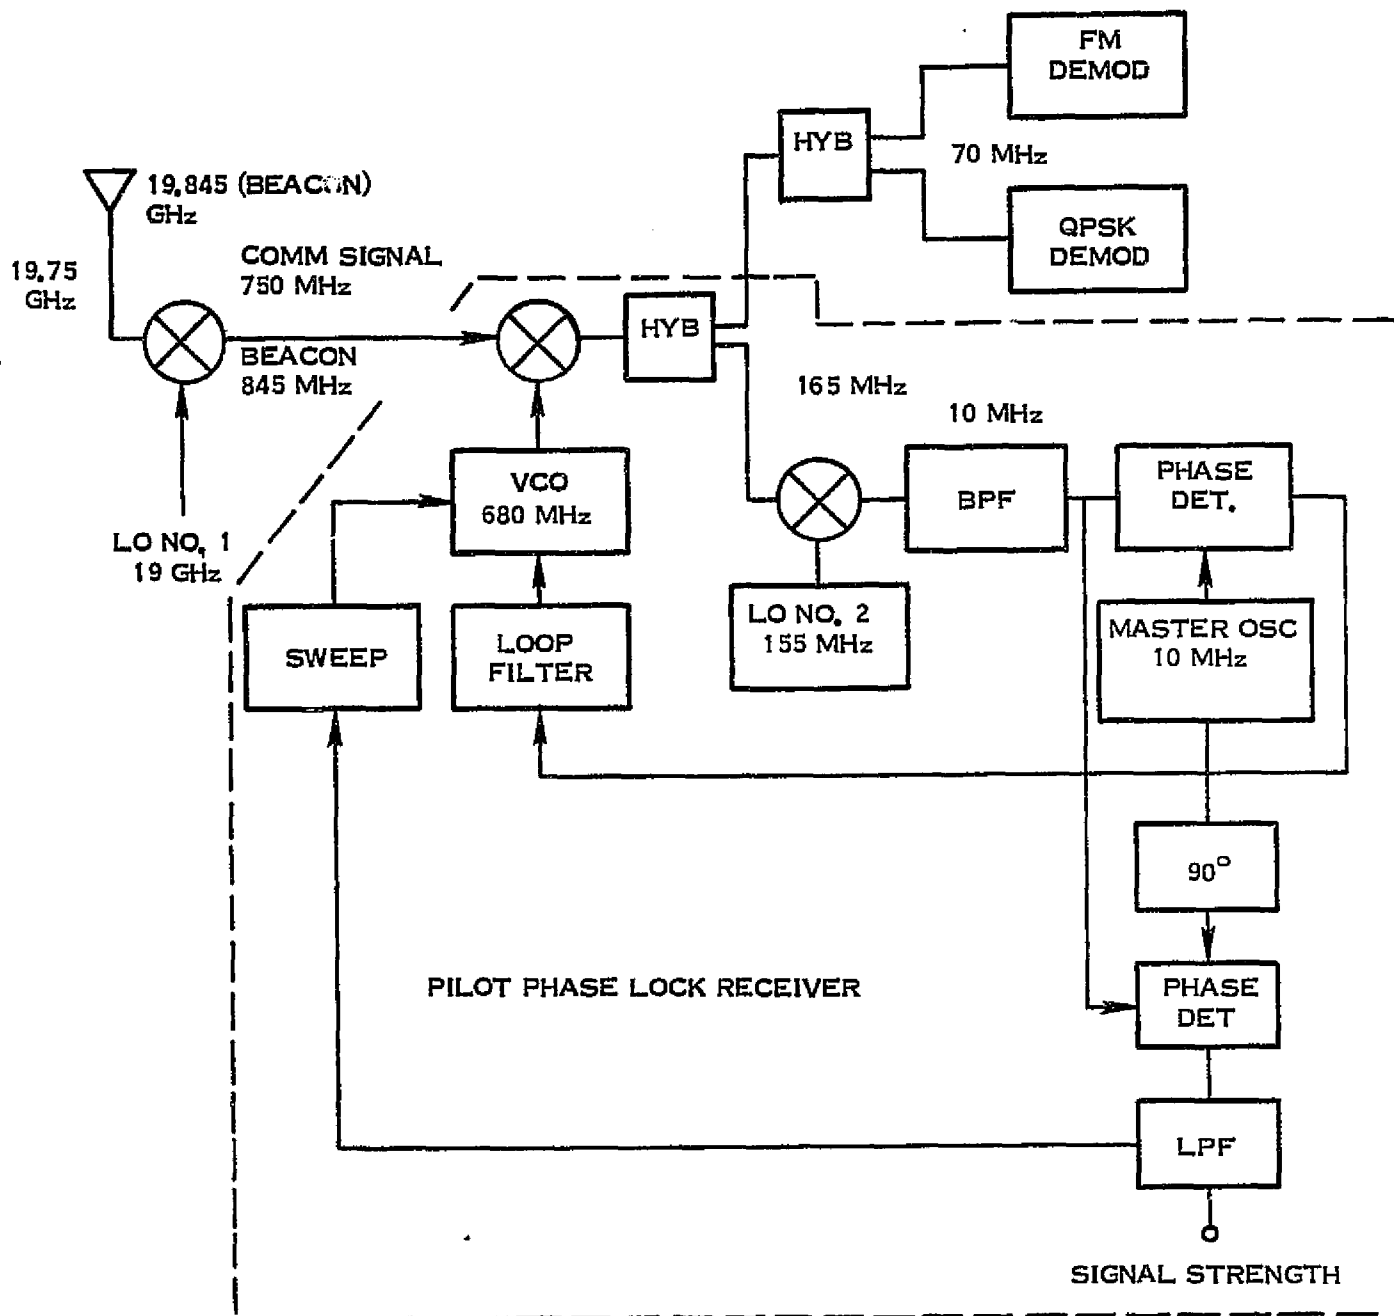 FM
DEMOD
HYB
70 MHz
QPSK
DEMOD
19.845 (BEACON)
GHz
19.75
GHz
COMM SIGNAL
750 MHz
BEACON
845 MHz
LO NO. 1
19 GHz
HYB
165 MHz
10 MHz
VCO
680 MHz
BPF
PHASE
DET.
SWEEP
LOOP
FILTER
LO NO. 2
155 MHz
MASTER OSC
10 MHz
90°
PILOT PHASE LOCK RECEIVER
PHASE
DET
LPF
SIGNAL STRENGTH